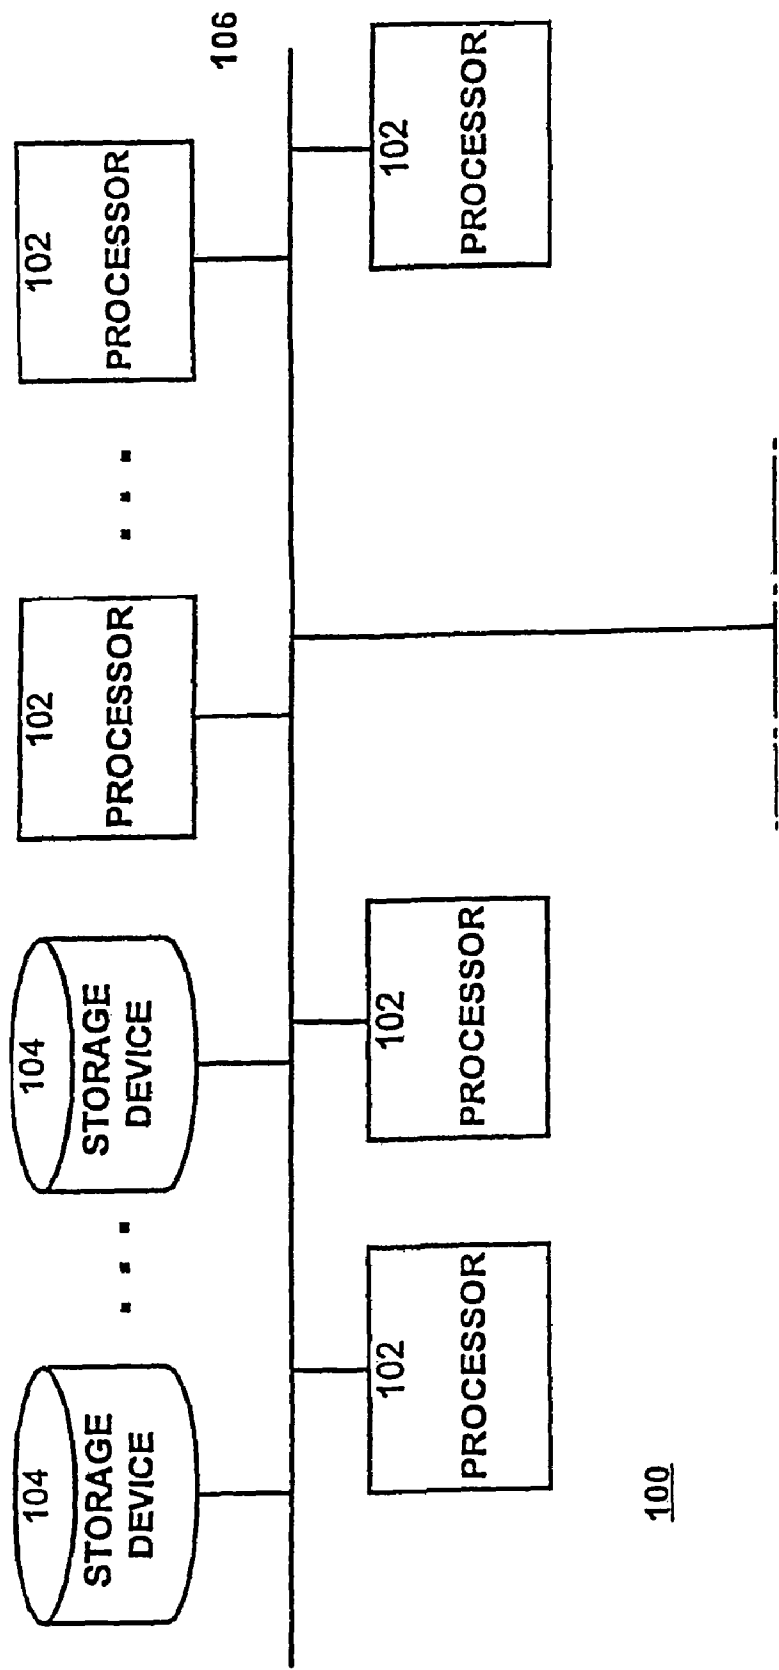 104
STORAGE
DEVICE
. . .
104
STORAGE
DEVICE
102
PROCESSOR
. . .
102
PROCESSOR
106
102
PROCESSOR
102
PROCESSOR
102
PROCESSOR
100